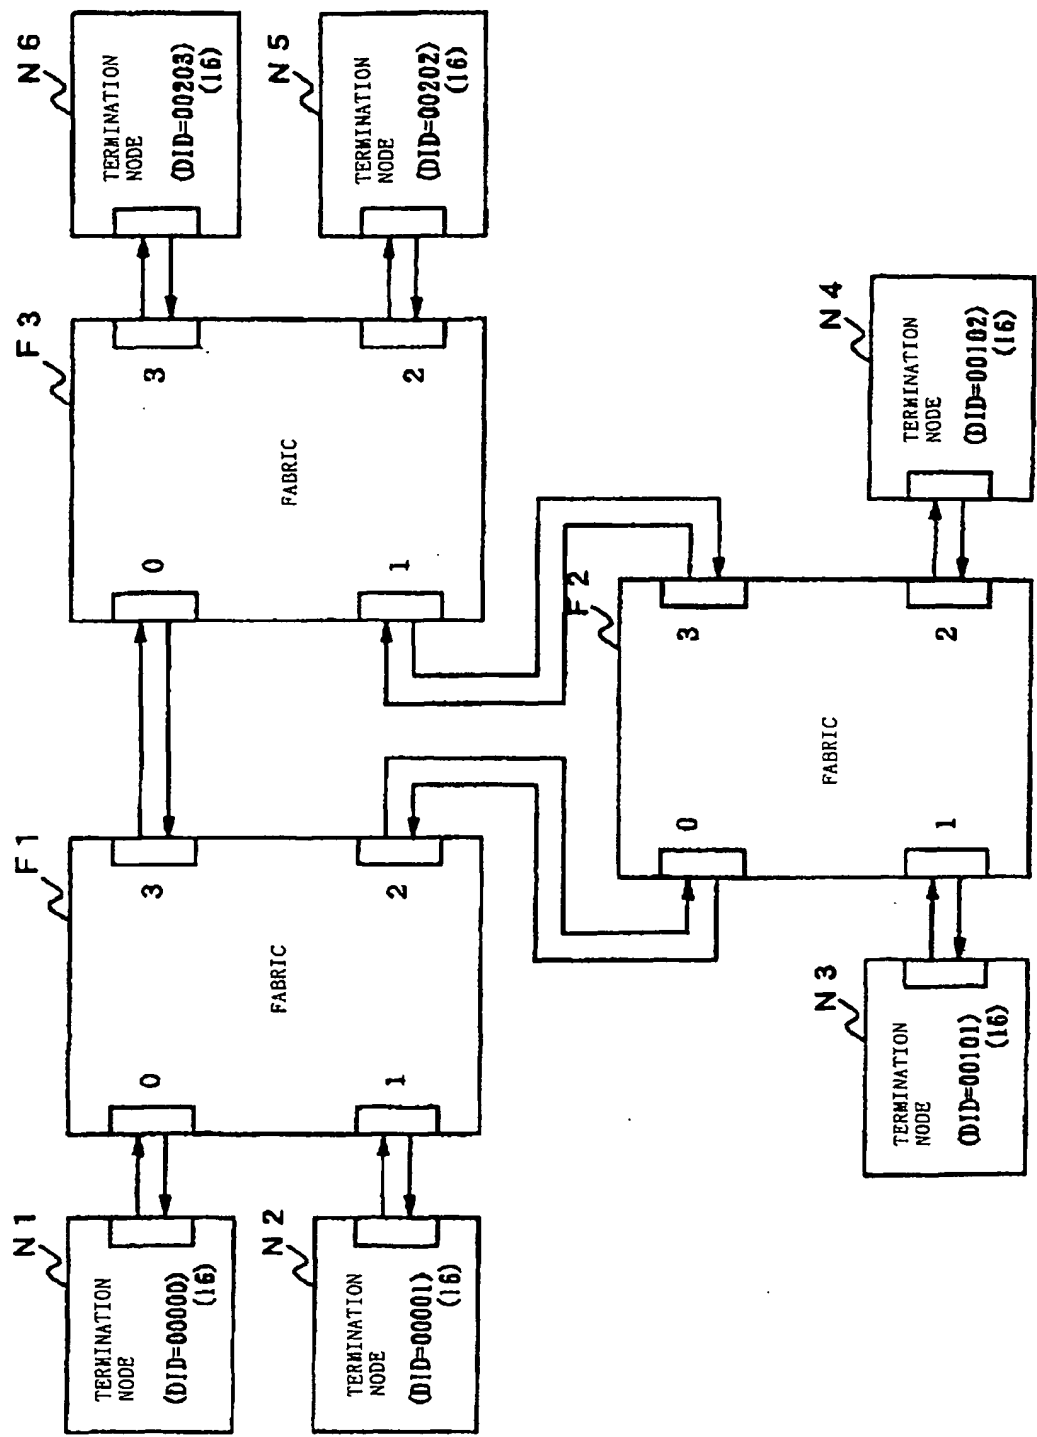 N 1
TERMINATION
NODE
(DID=00000)
(16)
N 2
TERMINATION
NODE
(DID=00001)
(16)
F 1
FABRIC
0
1
2
3
F 3
FABRIC
0
1
2
3
N 6
TERMINATION
NODE
(DID=00203)
(16)
N 5
TERMINATION
NODE
(DID=00202)
(16)
N 3
TERMINATION
NODE
(DID=00101)
(16)
F 2
FABRIC
0
1
2
3
N 4
TERMINATION
NODE
(DID=00102)
(16)